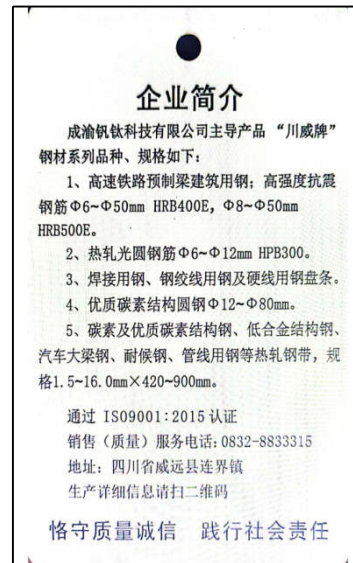 企业简介
成渝钒钛科技有限公司主导产品 “川威牌”
钢材系列品种、规格如下：
1、高速铁路预制梁建筑用钢；高强度抗震
钢筋Φ6~Φ50mm HRB400E，Φ8~Φ50mm
HRB500E。
2、热轧光圆钢筋Φ6~Φ12mm HPB300。
3、焊接用钢、钢绞线用钢及硬线用钢盘条。
4、优质碳素结构圆钢Φ12~Φ80mm。
5、碳素及优质碳素结构钢、低合金结构钢、
汽车大梁钢、耐候钢、管线用钢等热轧钢带，规
格1.5~16.0mm×420~900mm。
通过 ISO9001:2015 认证
销售（质量）服务电话:0832-8833315
地址：四川省威远县连界镇
生产详细信息请扫二维码
恪守质量诚信 践行社会责任